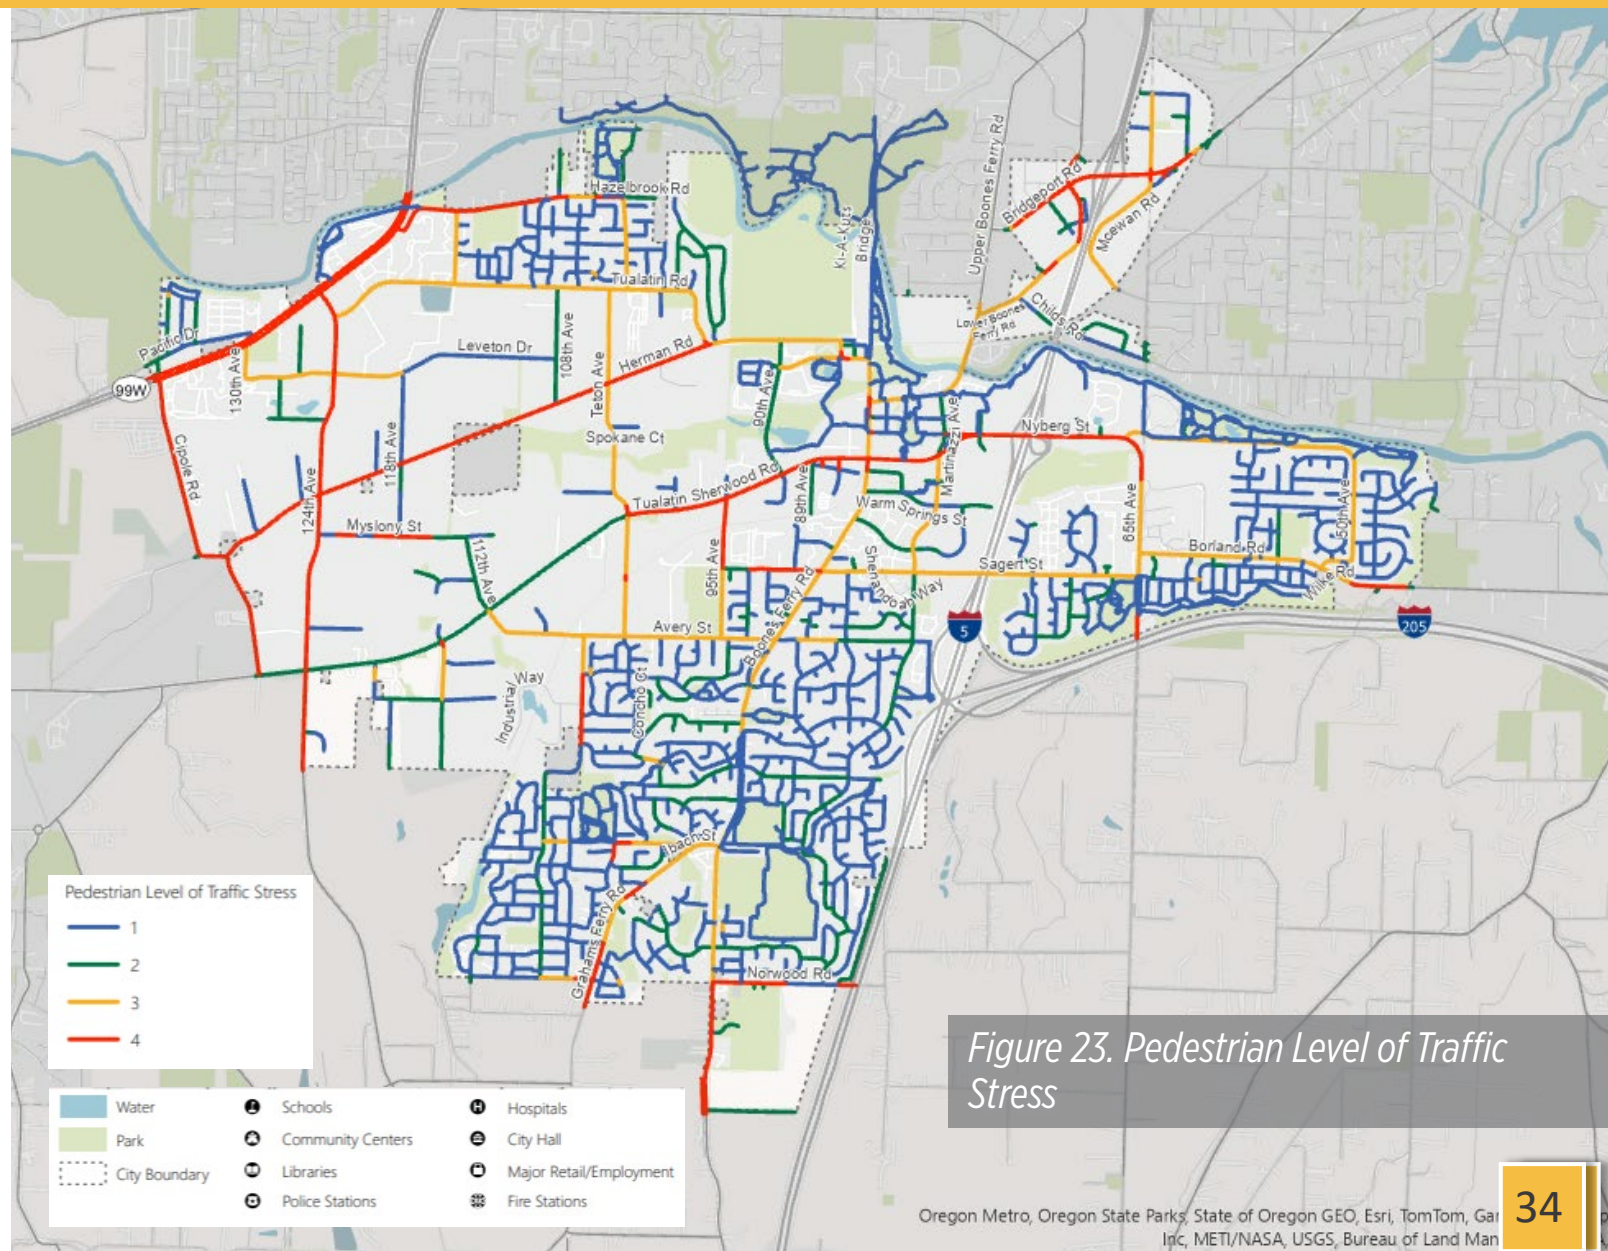 Hazelbrook Rd
Ki-A-Kuts
Bridge
Upper Boones Ferry Rd
Bridgeport Rd
Mcewan Rd
Tualatin Rd
Lower Boones
Ferry Rd
Childs Rd
Pacific Dr
99W
130th Ave
Leveton Dr
108th Ave
Teton Ave
Herman Rd
90th Ave
Martinazzi Ave
Nyberg St
Cipole Rd
118th Ave
Spokane Ct
124th Ave
Tualatin Sherwood Rd
89th Ave
Warm Springs St
65th Ave
50th Ave
Myslony St
112th Ave
95th Ave
Shenandoah Way
Sagert St
Borland Rd
Wilke Rd
Avery St
Boones Ferry Rd
5
205
Industrial Way
Concho Ct
Ibach St
Grahams Ferry Rd
Norwood Rd
Pedestrian Level of Traffic Stress
1
2
3
4
Water
Park
City Boundary
Schools
Community Centers
Libraries
Police Stations
Hospitals
City Hall
Major Retail/Employment
Fire Stations
Figure 23. Pedestrian Level of Traffic
Stress
34
Oregon Metro, Oregon State Parks, State of Oregon GEO, Esri, TomTom,
Inc, METI/NASA, USGS, Bureau of Land